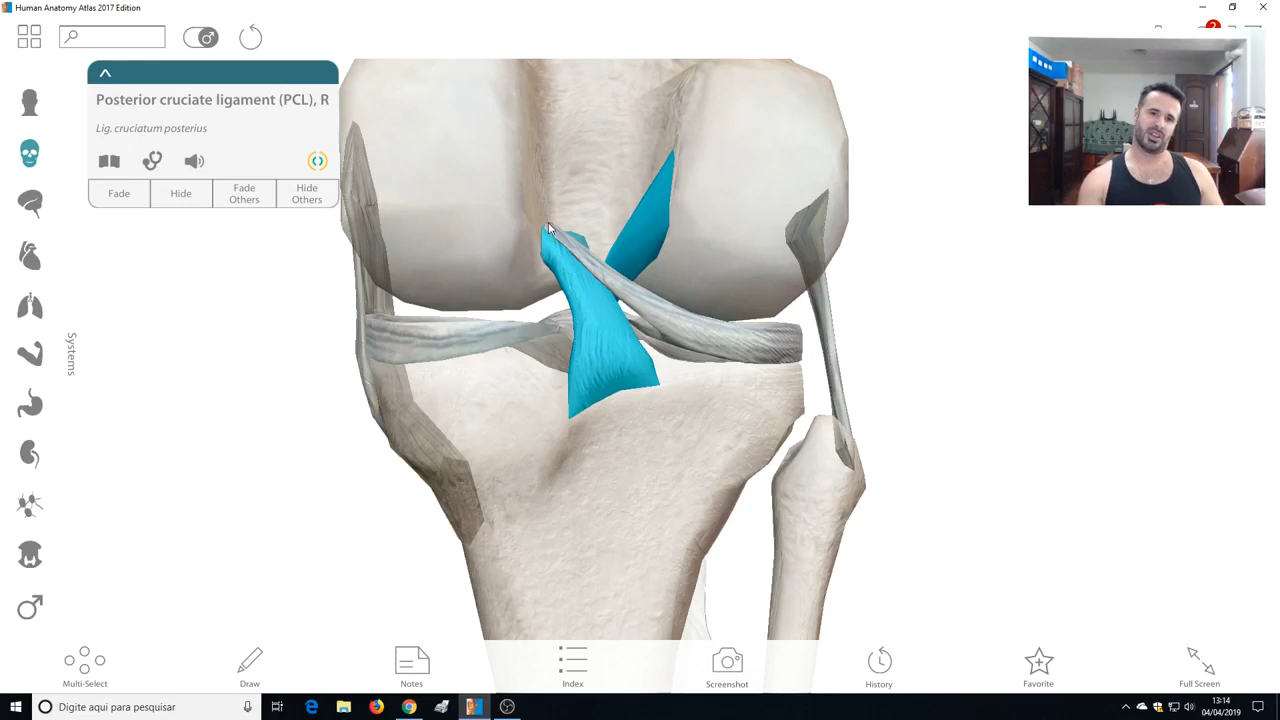 Human Anatomy Atlas 2017 Edition
2
Posterior cruciate ligament (PCL), R
Lig. cruciatum posterius
Fade
Hide
Fade
Others
Hide
Others
Systems
Multi-Select
Draw
Notes
Index
Screenshot
History
Favorite
Full Screen
Digite aqui para pesquisar
13:14
04/04/2019